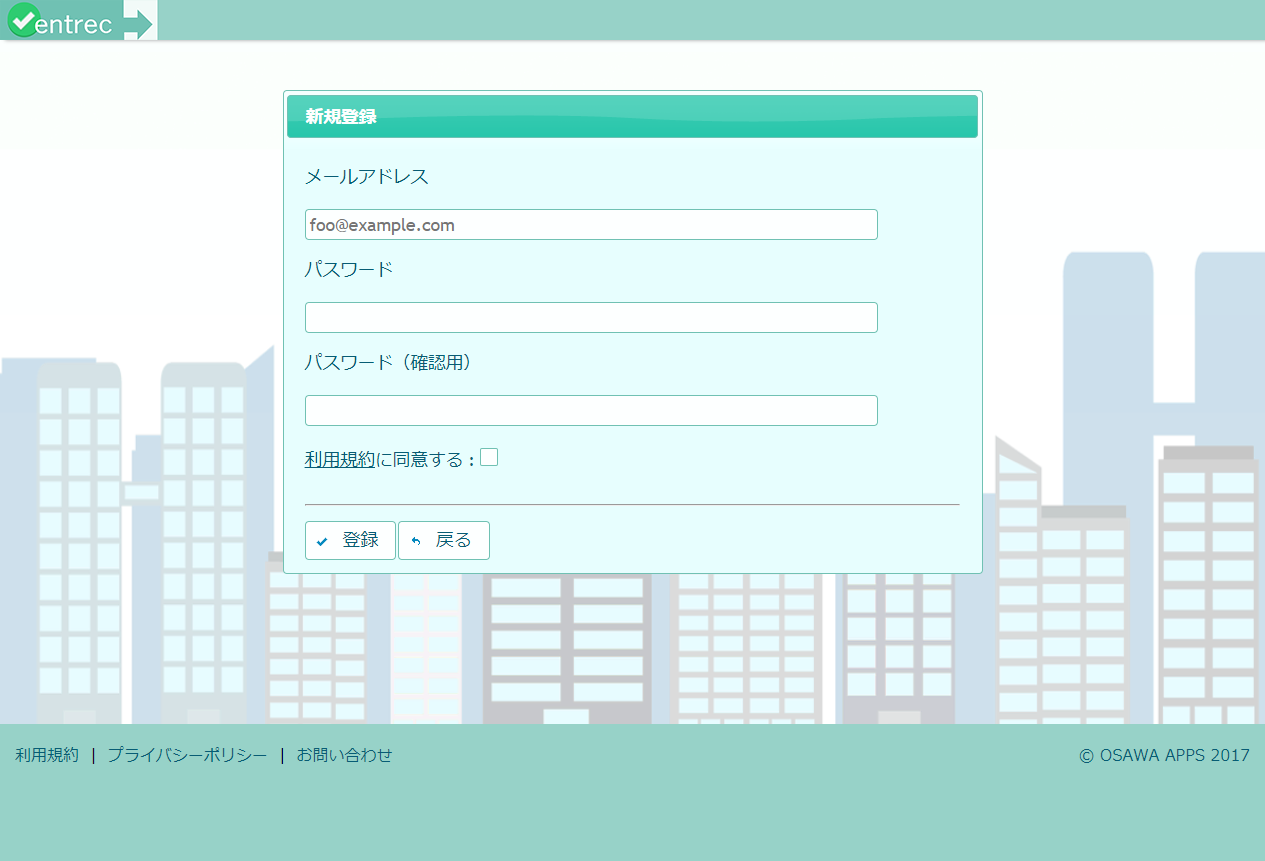 entrec
新規登録
メールアドレス
foo@example.com
パスワード
パスワード（確認用）
利用規約に同意する :
登録 戻る
利用規約 | プライバシーポリシー | お問い合わせ © OSAWA APPS 2017